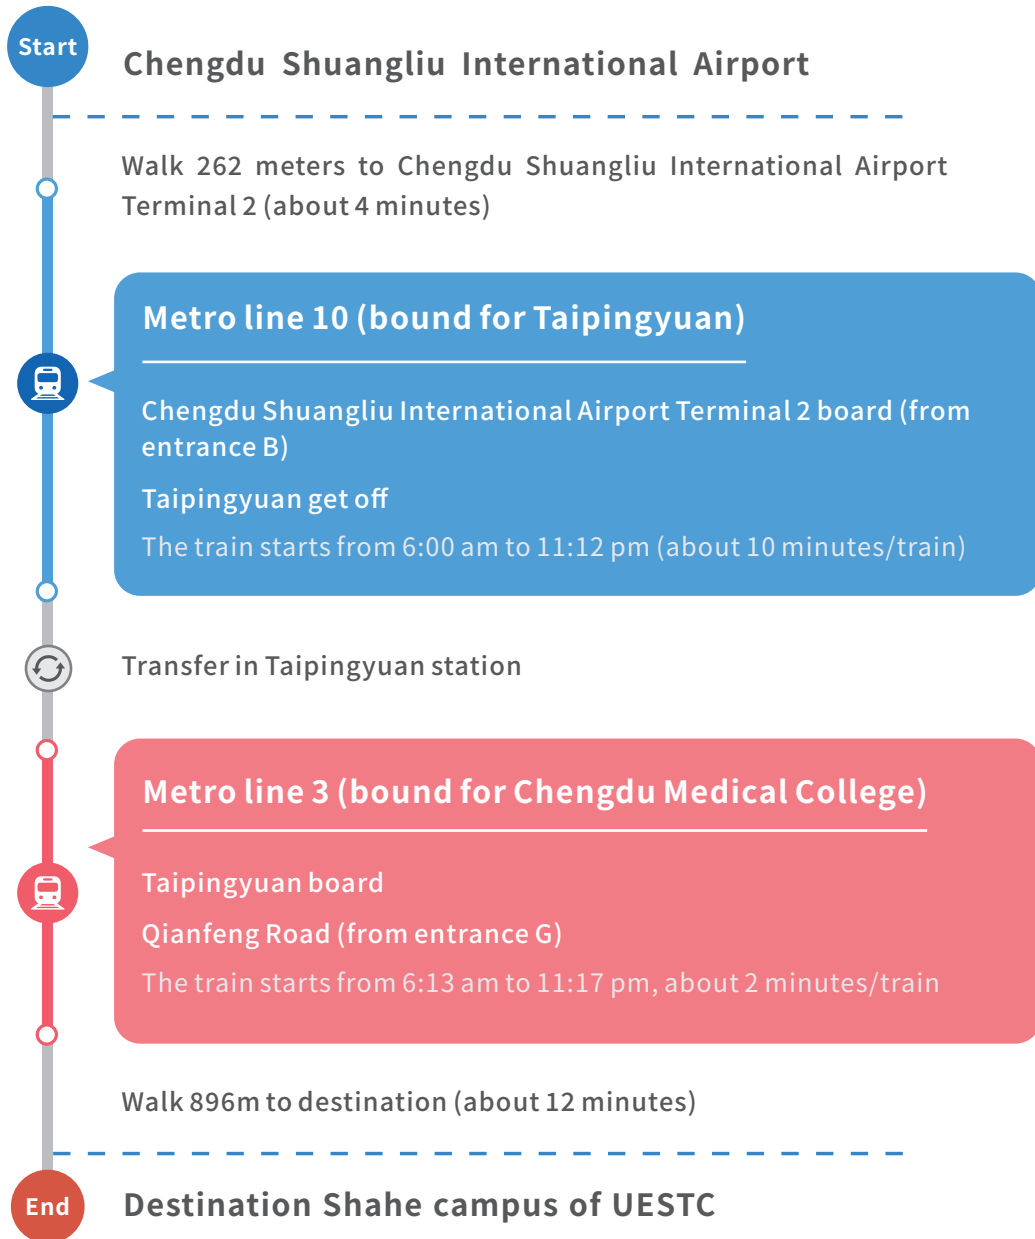 Start
Chengdu Shuangliu International Airport
Walk 262 meters to Chengdu Shuangliu International Airport
Terminal 2 (about 4 minutes)
Metro line 10 (bound for Taipingyuan)
Chengdu Shuangliu International Airport Terminal 2 board (from
entrance B)
Taipingyuan get off
The train starts from 6:00 am to 11:12 pm (about 10 minutes/train)
Transfer in Taipingyuan station
Metro line 3 (bound for Chengdu Medical College)
Taipingyuan board
Qianfeng Road (from entrance G)
The train starts from 6:13 am to 11:17 pm, about 2 minutes/train
Walk 896m to destination (about 12 minutes)
End
Destination Shahe campus of UESTC